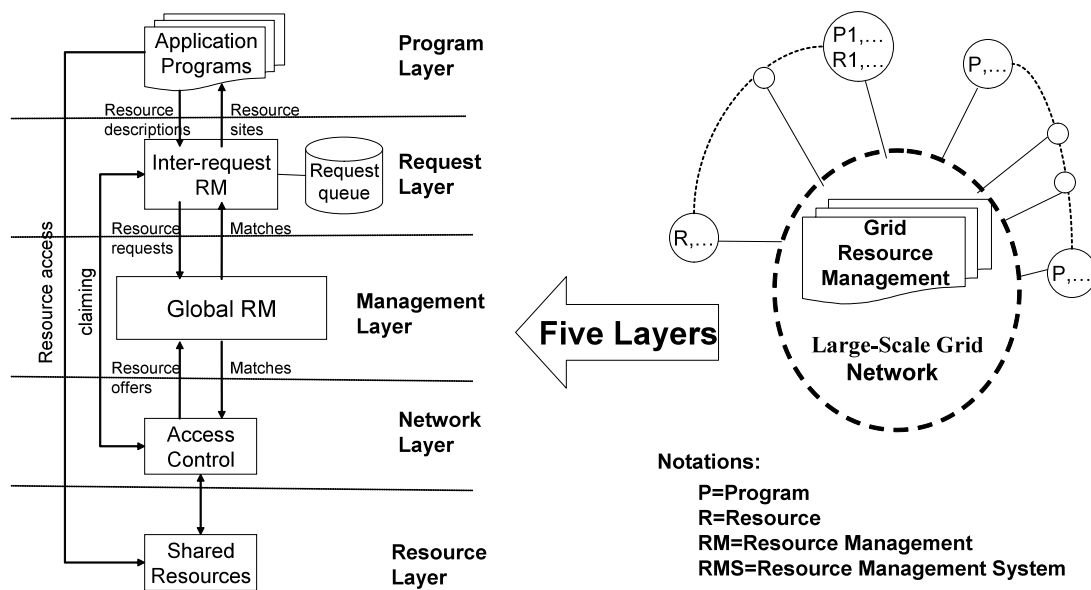 Application
Programs
Program
Layer
Resource
descriptions
Resource
sites
Inter-request
RM
Request
queue
Request
Layer
Resource access
claiming
Resource
requests
Matches
Global RM
Management
Layer
Resource
offers
Matches
Access
Control
Network
Layer
Shared
Resources
Resource
Layer
Five Layers
P1,...
R1,...
P,...
R,...
P,...
Grid
Resource
Management
Large-Scale Grid
Network
Notations:
P=Program
R=Resource
RM=Resource Management
RMS=Resource Management System